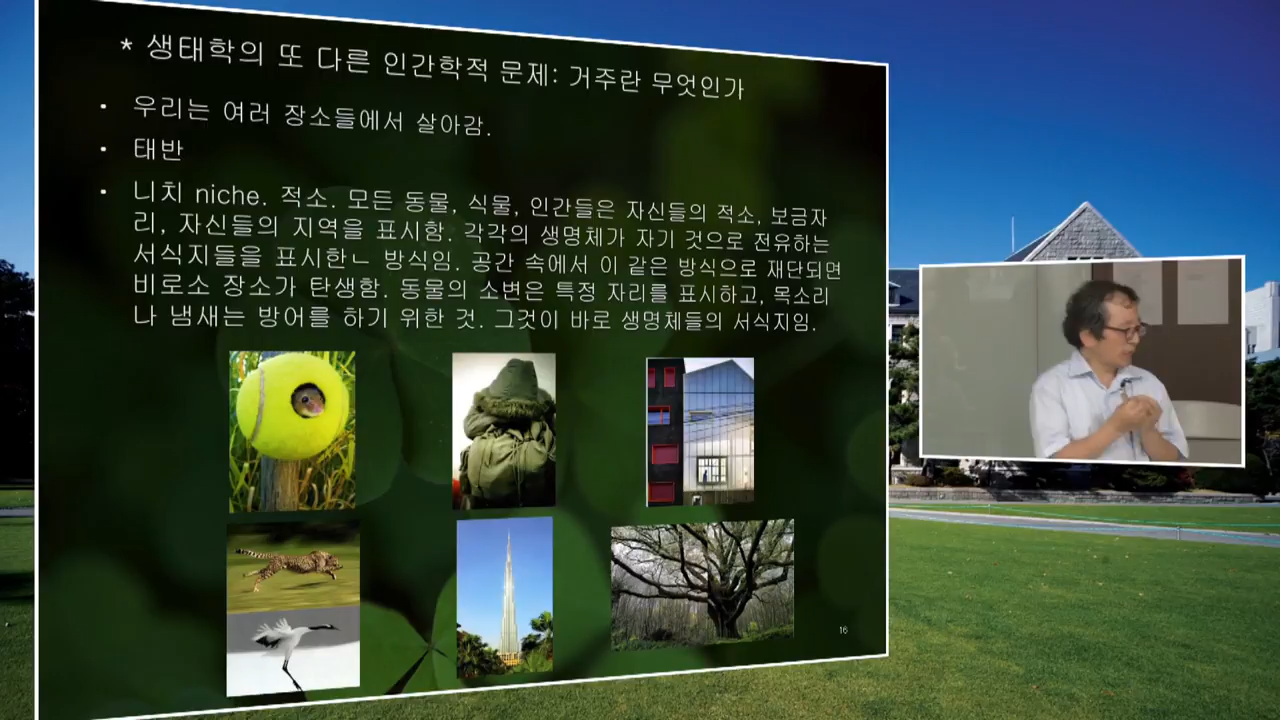 * 생태학의 또 다른 인간학적 문제: 거주란 무엇인가
· 우리는 여러 장소들에서 살아감.
· 태반
· 니치 niche. 적소. 모든 동물, 식물, 인간들은 자신들의 적소, 보금자
리, 자신들의 지역을 표시함. 각각의 생명체가 자기 것으로 전유하는
서식지들을 표시한ㄴ 방식임. 공간 속에서 이 같은 방식으로 재단되면
비로소 장소가 탄생함. 동물의 소변은 특정 자리를 표시하고, 목소리
나 냄새는 방어를 하기 위한 것. 그것이 바로 생명체들의 서식지임.
16